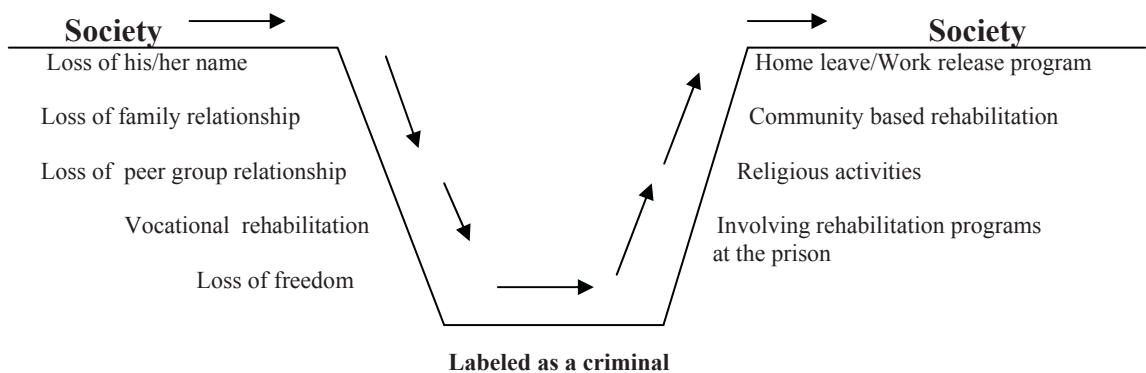 Society
Loss of his/her name
Loss of family relationship
Loss of peer group relationship
Vocational rehabilitation
Loss of freedom
Labeled as a criminal
Society
Home leave/Work release program
Community based rehabilitation
Religious activities
Involving rehabilitation programs
at the prison